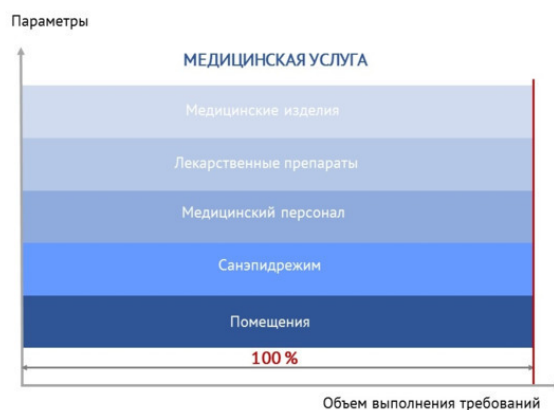 Параметры
МЕДИЦИНСКАЯ УСЛУГА
Медицинские изделия
Лекарственные препараты
Медицинский персонал
Санэпидрежим
Помещения
100 %
Объем выполнения требований